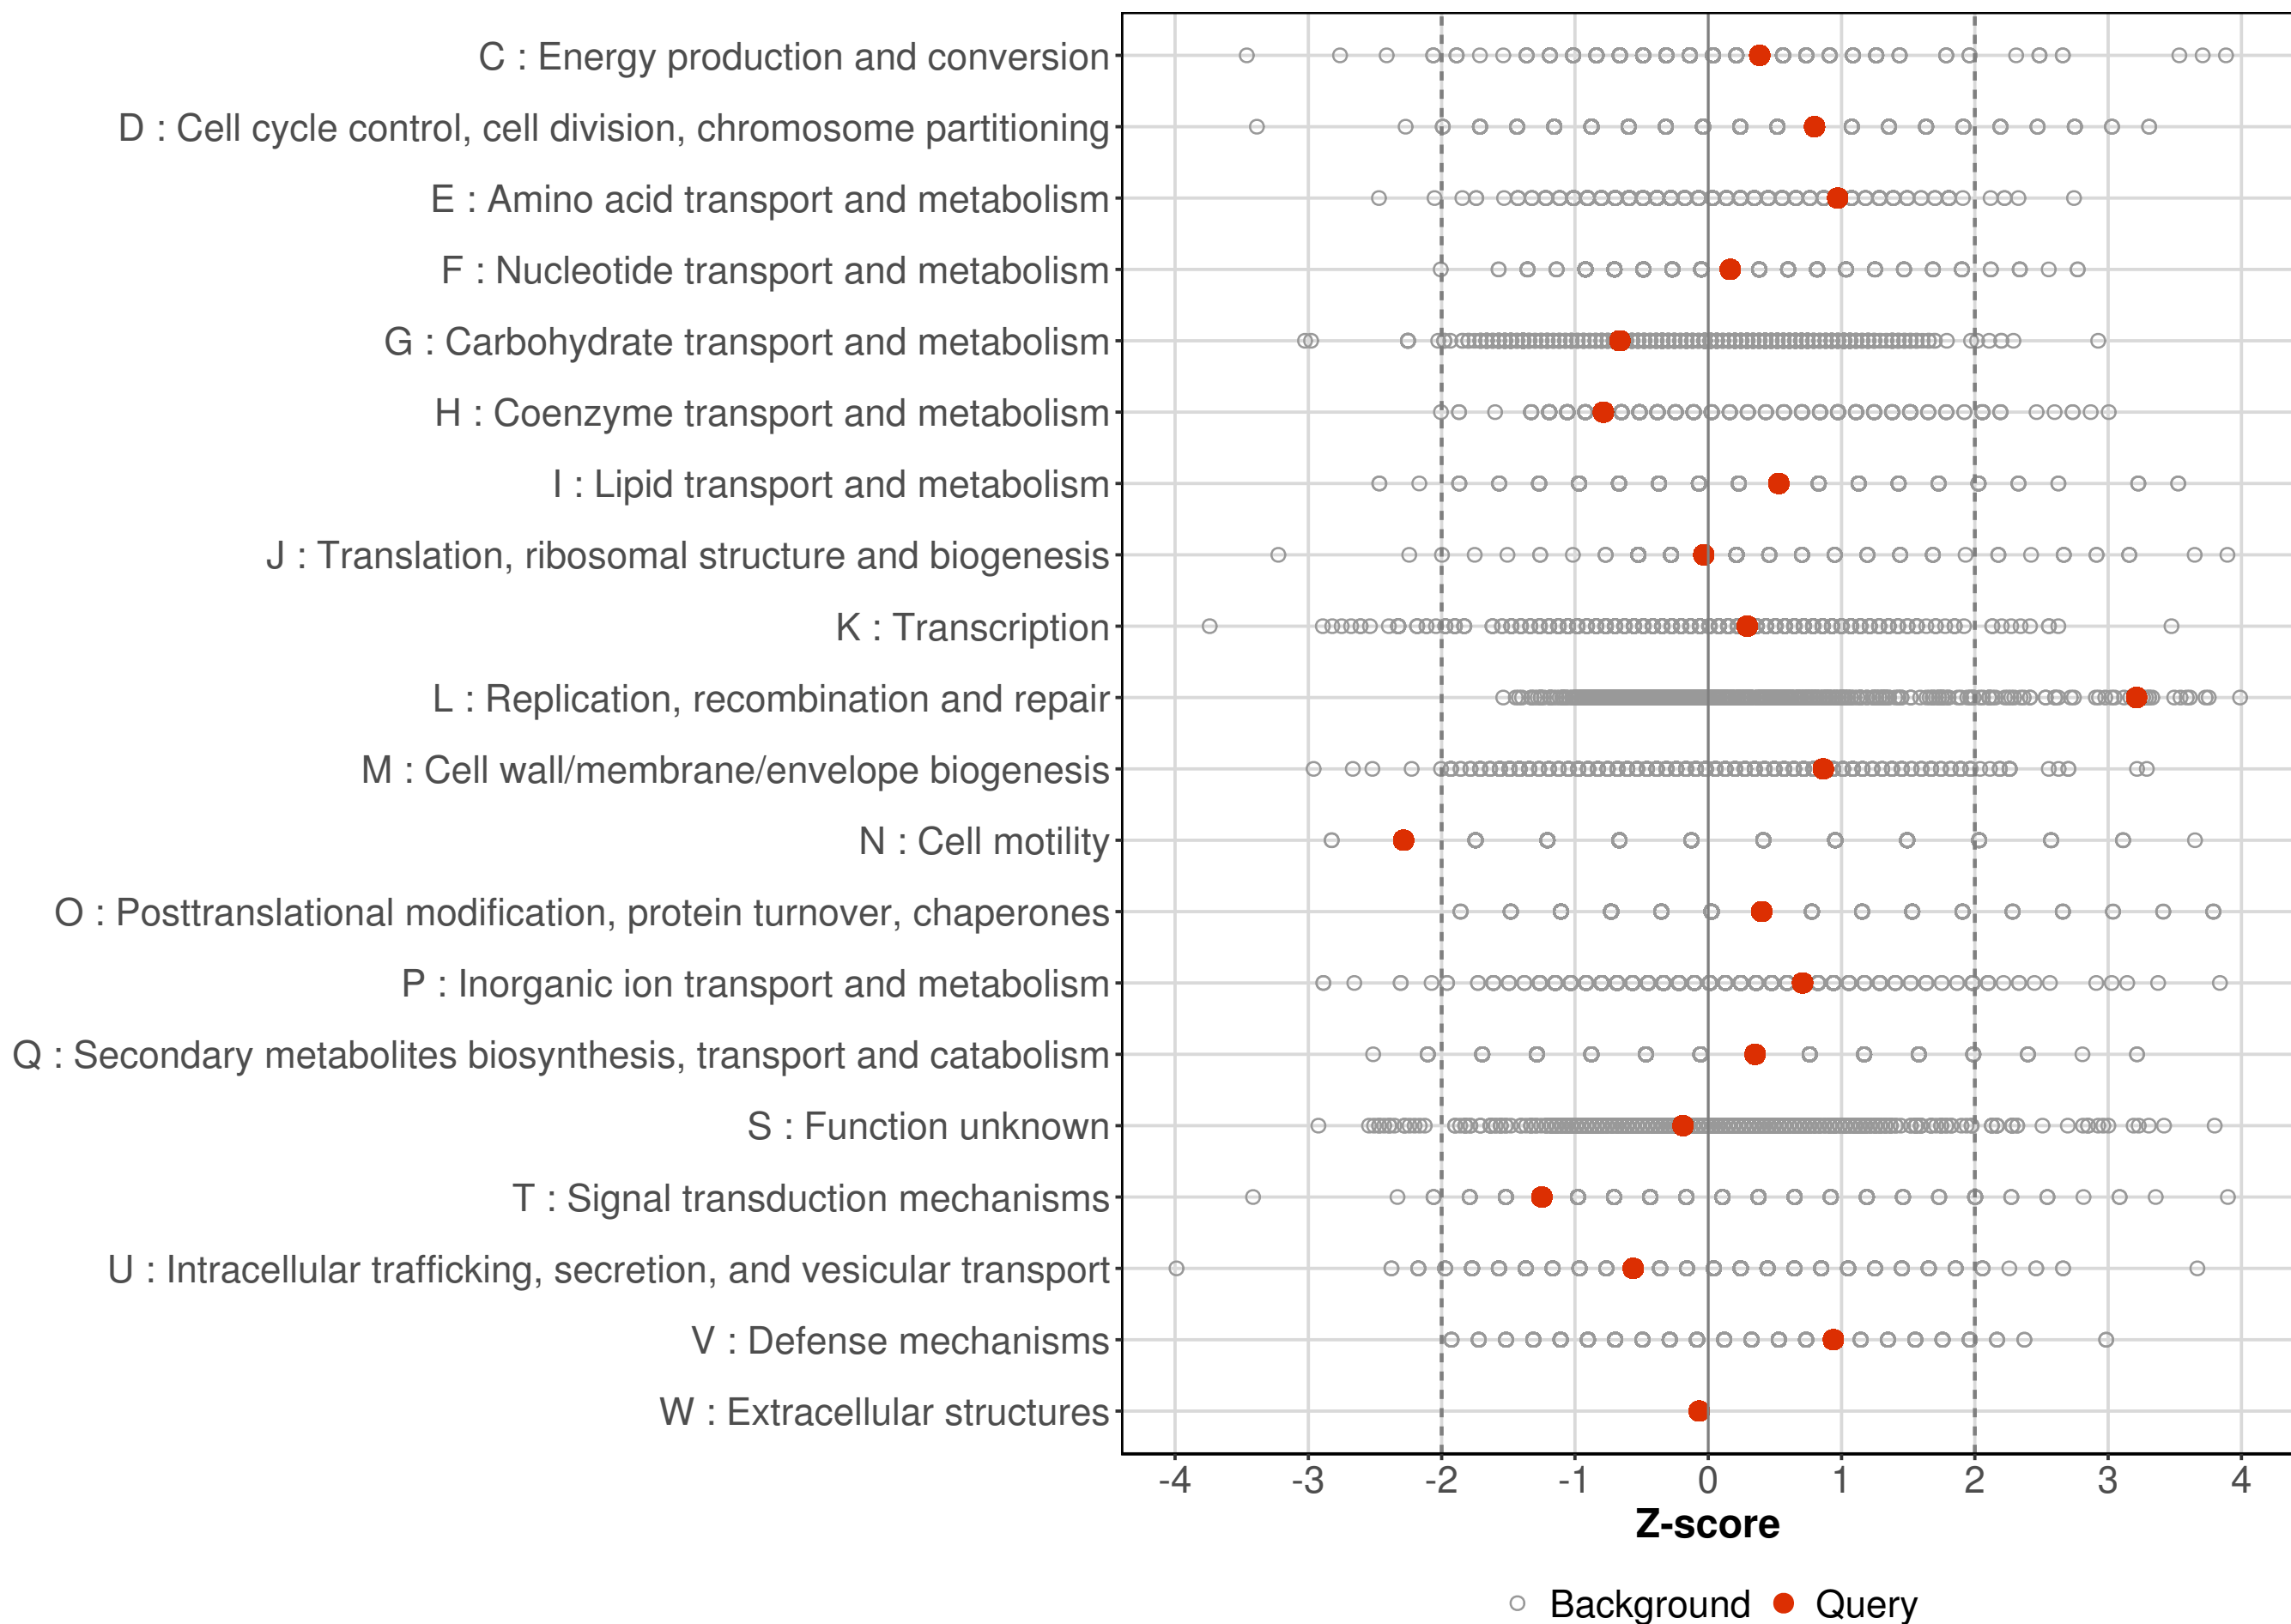 C : Energy production and conversion
D : Cell cycle control, cell division, chromosome partitioning
E : Amino acid transport and metabolism
F : Nucleotide transport and metabolism
G : Carbohydrate transport and metabolism
H : Coenzyme transport and metabolism
I : Lipid transport and metabolism
J : Translation, ribosomal structure and biogenesis
K : Transcription
L : Replication, recombination and repair
M : Cell wall/membrane/envelope biogenesis
N : Cell motility
O : Posttranslational modification, protein turnover, chaperones
P : Inorganic ion transport and metabolism
Q : Secondary metabolites biosynthesis, transport and catabolism
S : Function unknown
T : Signal transduction mechanisms
U : Intracellular trafficking, secretion, and vesicular transport
V : Defense mechanisms
W : Extracellular structures
-4 -3 -2 -1 0 1 2 3 4
Z-score
Background Query